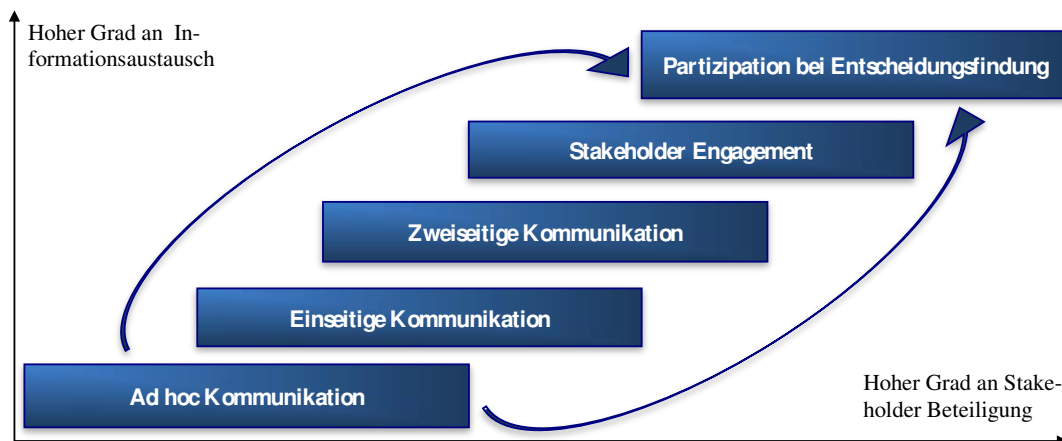 Hoher Grad an In-
formationsaustausch
Partizipation bei Entscheidungsfindung
Stakeholder Engagement
Zweiseitige Kommunikation
Einseitige Kommunikation
Ad hoc Kommunikation
Hoher Grad an Stake-
holder Beteiligung